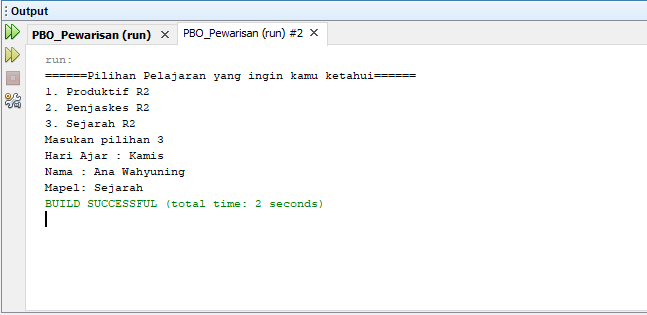 Output
PBO_Pewarisan (run) PBO_Pewarisan (run) #2
run:
======Pilihan Pelajaran yang ingin kamu ketahui======
1. Produktif R2
2. Penjaskes R2
3. Sejarah R2
Masukan pilihan 3
Hari Ajar : Kamis
Nama : Ana Wahyuning
Mapel: Sejarah
BUILD SUCCESSFUL (total time: 2 seconds)